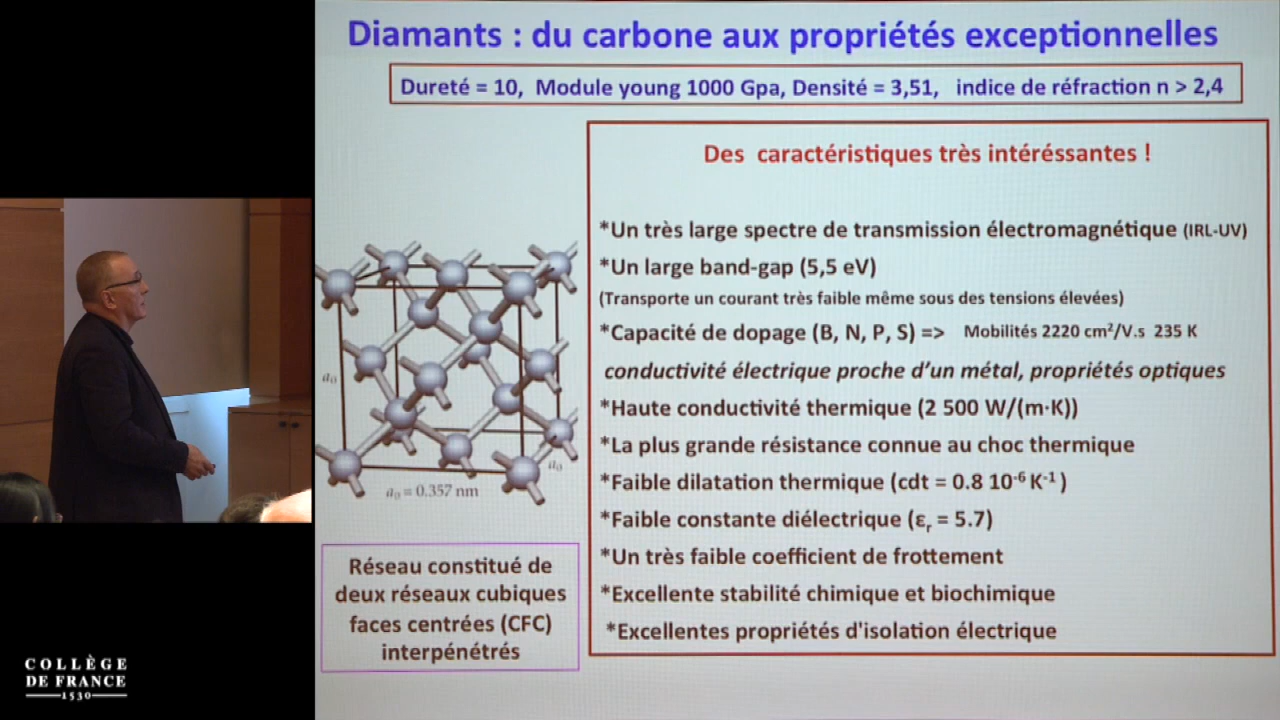 Diamants : du carbone aux propriétés exceptionnelles
Dureté = 10, Module young 1000 Gpa, Densité = 3,51, indice de réfraction n > 2,4
Des caractéristiques très intéréssantes !
*Un très large spectre de transmission électromagnétique (IRL-UV)
*Un large band-gap (5,5 eV)
(Transporte un courant très faible même sous des tensions élevées)
*Capacité de dopage (B, N, P, S) => Mobilités 2220 cm²/V.s 235 K
conductivité électrique proche d'un métal, propriétés optiques
*Haute conductivité thermique (2 500 W/(m·K))
*La plus grande résistance connue au choc thermique
*Faible dilatation thermique (cdt = 0.8 10⁻⁶ K⁻¹ )
*Faible constante diélectrique (εᵣ = 5.7)
*Un très faible coefficient de frottement
*Excellente stabilité chimique et biochimique
*Excellentes propriétés d'isolation électrique
a₀
a₀
a₀ = 0.357 nm
Réseau constitué de
deux réseaux cubiques
faces centrées (CFC)
interpénétrés
COLLÈGE
DE FRANCE
1530